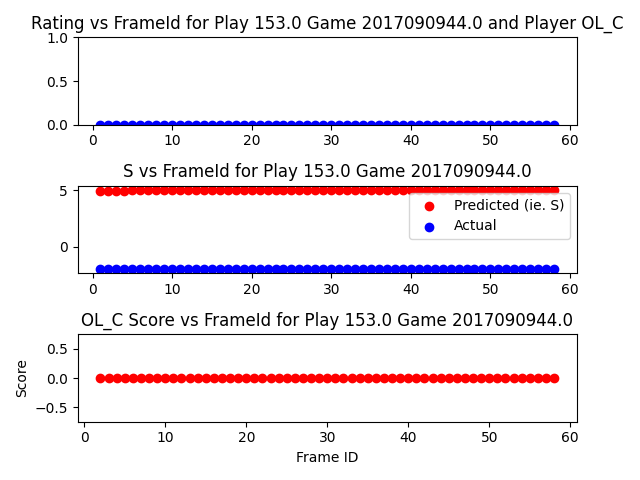 Rating vs FrameId for Play 153.0 Game 2017090944.0 and Player OL_C
1.0
0.5
0.0
0 10 20 30 40 50 60
S vs FrameId for Play 153.0 Game 2017090944.0
5
0
Predicted (ie. S)
Actual
0 10 20 30 40 50 60
OL_C Score vs FrameId for Play 153.0 Game 2017090944.0
Score
0.5
0.0
−0.5
0 10 20 30 40 50 60
Frame ID